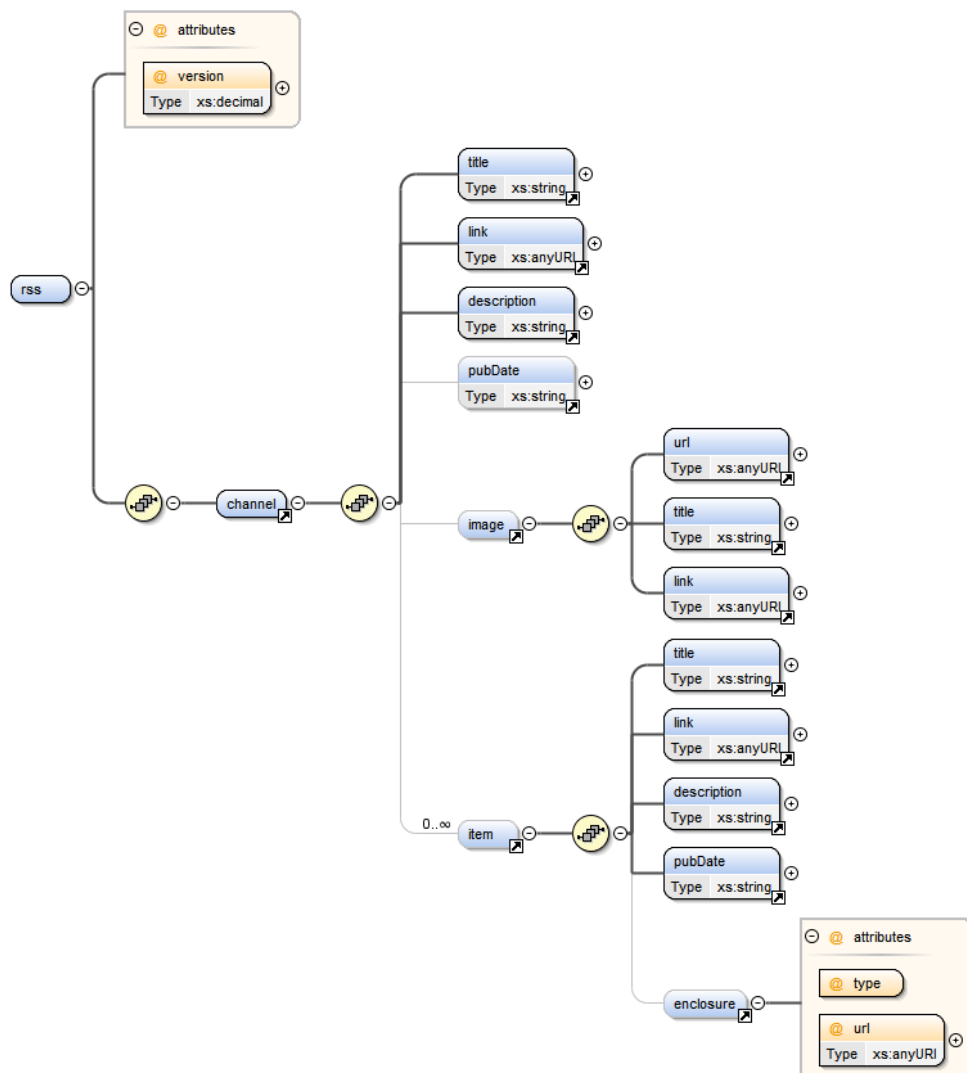 @ attributes
@ version
Type xs:decimal
title
Type xs:string
link
Type xs:anyURI
rss
description
Type xs:string
pubDate
Type xs:string
url
Type xs:anyURI
channel
image
title
Type xs:string
link
Type xs:anyURI
title
Type xs:string
link
Type xs:anyURI
0..∞
item
description
Type xs:string
pubDate
Type xs:string
@ attributes
@ type
enclosure
@ url
Type xs:anyURI